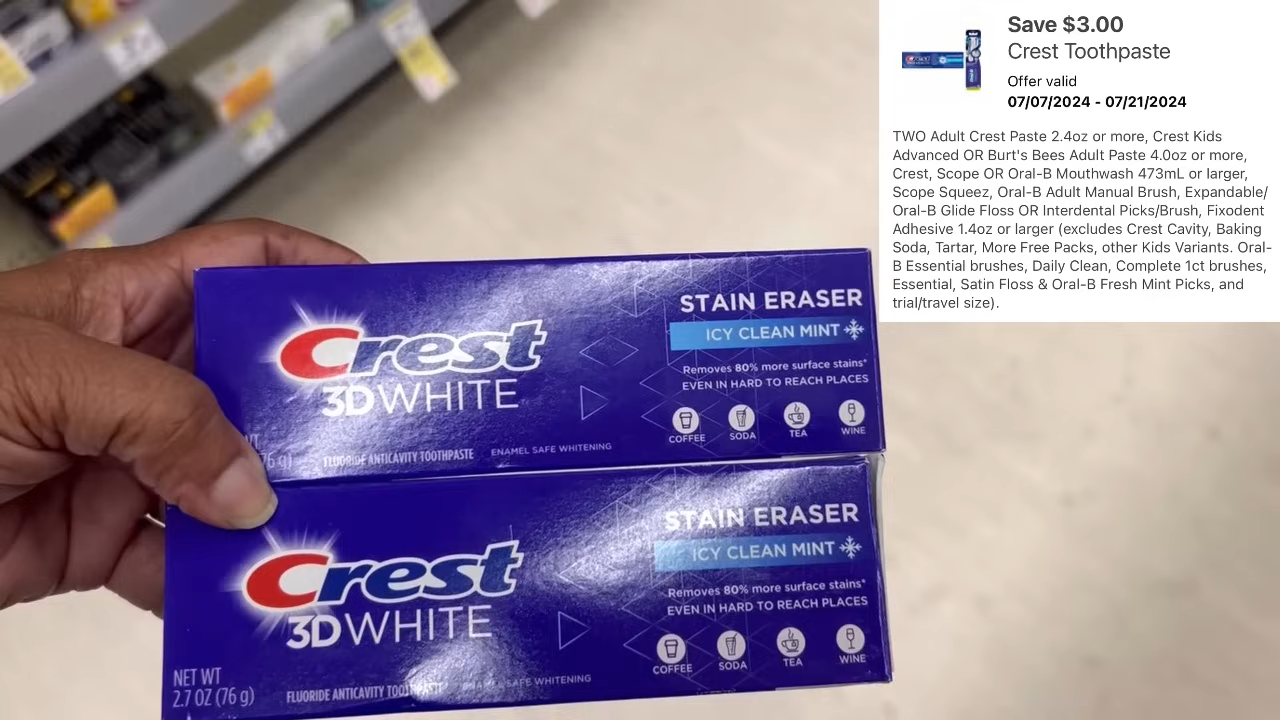 Save $3.00
Crest Toothpaste
Offer valid
07/07/2024 - 07/21/2024
TWO Adult Crest Paste 2.4oz or more, Crest Kids
Advanced OR Burt's Bees Adult Paste 4.0oz or more,
Crest, Scope OR Oral-B Mouthwash 473mL or larger,
Scope Squeez, Oral-B Adult Manual Brush, Expandable/
Oral-B Glide Floss OR Interdental Picks/Brush, Fixodent
Adhesive 1.4oz or larger (excludes Crest Cavity, Baking
Soda, Tartar, More Free Packs, other Kids Variants. Oral-
B Essential brushes, Daily Clean, Complete 1ct brushes,
Essential, Satin Floss & Oral-B Fresh Mint Picks, and
trial/travel size).
Crest
3DWHITE
WT
76 g)
FLUORIDE ANTICAVITY TOOTHPASTE
ENAMEL SAFE WHITENING
STAIN ERASER
ICY CLEAN MINT
Removes 80% more surface stains*
EVEN IN HARD TO REACH PLACES
COFFEE SODA TEA WINE
Crest
3DWHITE
NET WT
2.7 OZ (76 g)
FLUORIDE ANTICAVITY TOOTHPASTE
ENAMEL SAFE WHITENING
STAIN ERASER
ICY CLEAN MINT
Removes 80% more surface stains*
EVEN IN HARD TO REACH PLACES
COFFEE SODA TEA WINE